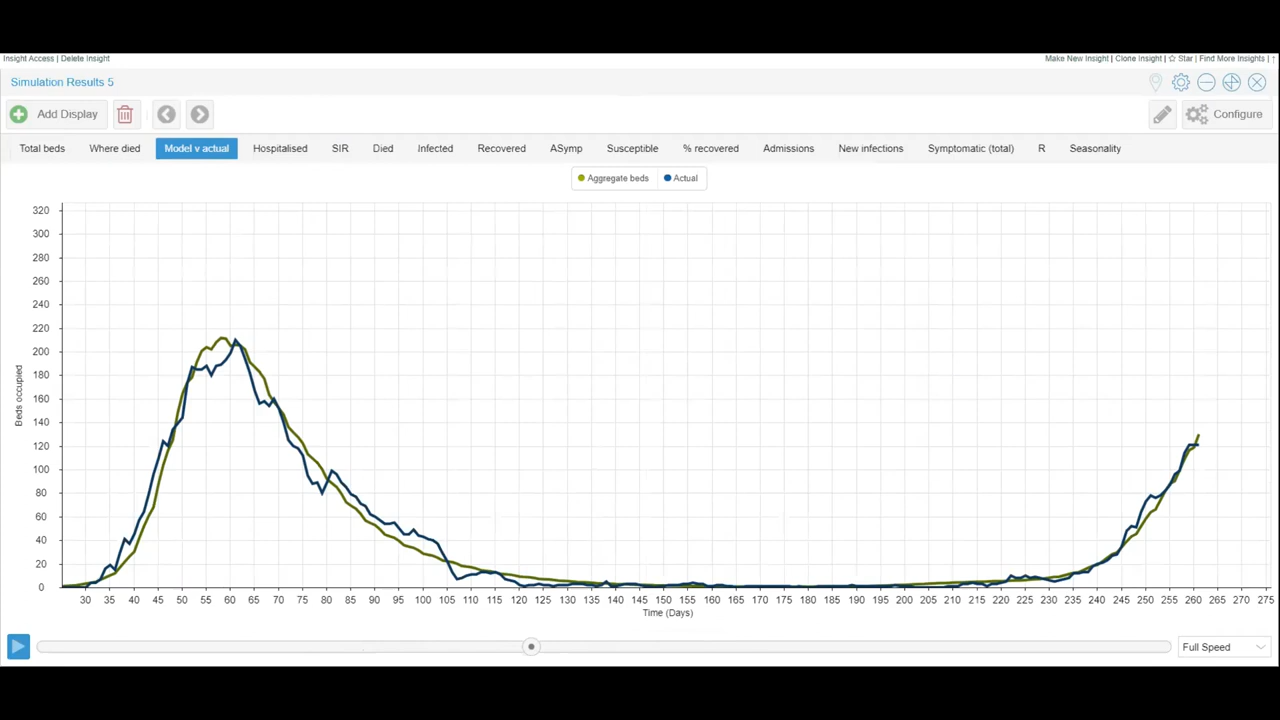 Insight Access | Delete Insight
Make New Insight | Clone Insight | ☆ Star | Find More Insights |
Simulation Results 5
Add Display
Configure
Total beds Where died Model v actual Hospitalised SIR Died Infected Recovered ASymp Susceptible % recovered Admissions New infections Symptomatic (total) R Seasonality
Aggregate beds Actual
320
300
280
260
240
220
200
180
160
140
120
100
80
60
40
20
0
Beds occupied
30 35 40 45 50 55 60 65 70 75 80 85 90 95 100 105 110 115 120 125 130 135 140 145 150 155 160 165 170 175 180 185 190 195 200 205 210 215 220 225 230 235 240 245 250 255 260 265 270 275
Time (Days)
Full Speed